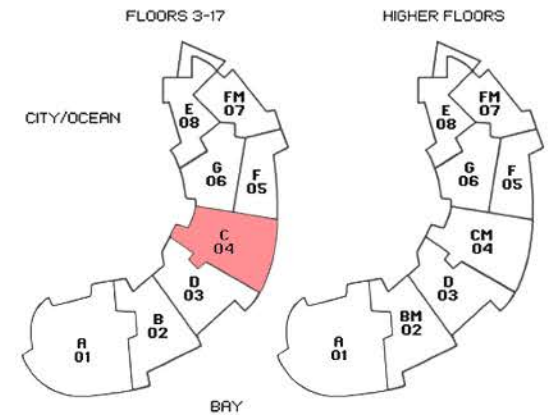 FLOORS 3-17
HIGHER FLOORS
CITY/OCEAN
E
08
FM
07
G
06
F
05
C
04
D
03
B
02
A
01
E
08
FM
07
G
06
F
05
CM
04
D
03
BM
02
A
01
BAY